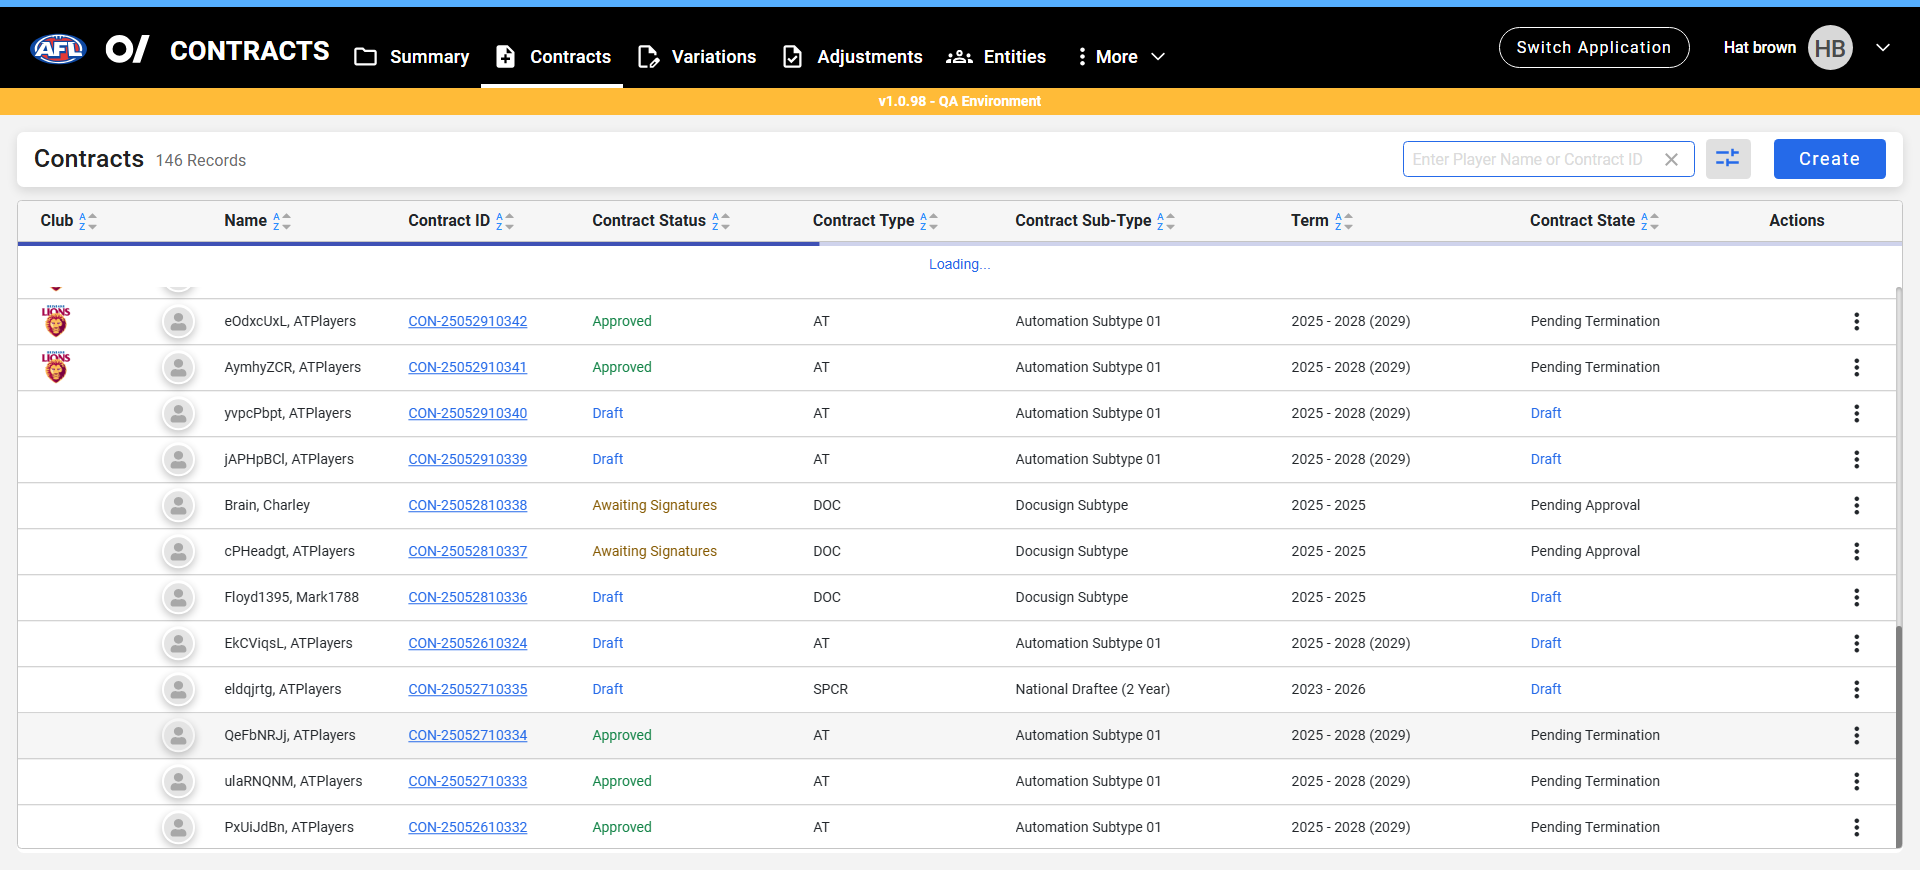 AFL CONTRACTS Summary Contracts Variations Adjustments Entities More Switch Application Hat brown HB
v1.0.98 - QA Environment
Contracts 146 Records Enter Player Name or Contract ID Create
Club Name Contract ID Contract Status Contract Type Contract Sub-Type Term Contract State Actions
Loading...
LIONS eOdxcUxL, ATPlayers CON-25052910342 Approved AT Automation Subtype 01 2025 - 2028 (2029) Pending Termination
LIONS AymhyZCR, ATPlayers CON-25052910341 Approved AT Automation Subtype 01 2025 - 2028 (2029) Pending Termination
yvpcPbpt, ATPlayers CON-25052910340 Draft AT Automation Subtype 01 2025 - 2028 (2029) Draft
jAPHpBCl, ATPlayers CON-25052910339 Draft AT Automation Subtype 01 2025 - 2028 (2029) Draft
Brain, Charley CON-25052810338 Awaiting Signatures DOC Docusign Subtype 2025 - 2025 Pending Approval
cPHeadgt, ATPlayers CON-25052810337 Awaiting Signatures DOC Docusign Subtype 2025 - 2025 Pending Approval
Floyd1395, Mark1788 CON-25052810336 Draft DOC Docusign Subtype 2025 - 2025 Draft
EkCViqsL, ATPlayers CON-25052610324 Draft AT Automation Subtype 01 2025 - 2028 (2029) Draft
eldqjrtg, ATPlayers CON-25052710335 Draft SPCR National Draftee (2 Year) 2023 - 2026 Draft
QeFbNRJj, ATPlayers CON-25052710334 Approved AT Automation Subtype 01 2025 - 2028 (2029) Pending Termination
ulaRNQNM, ATPlayers CON-25052710333 Approved AT Automation Subtype 01 2025 - 2028 (2029) Pending Termination
PxUiJdBn, ATPlayers CON-25052610332 Approved AT Automation Subtype 01 2025 - 2028 (2029) Pending Termination